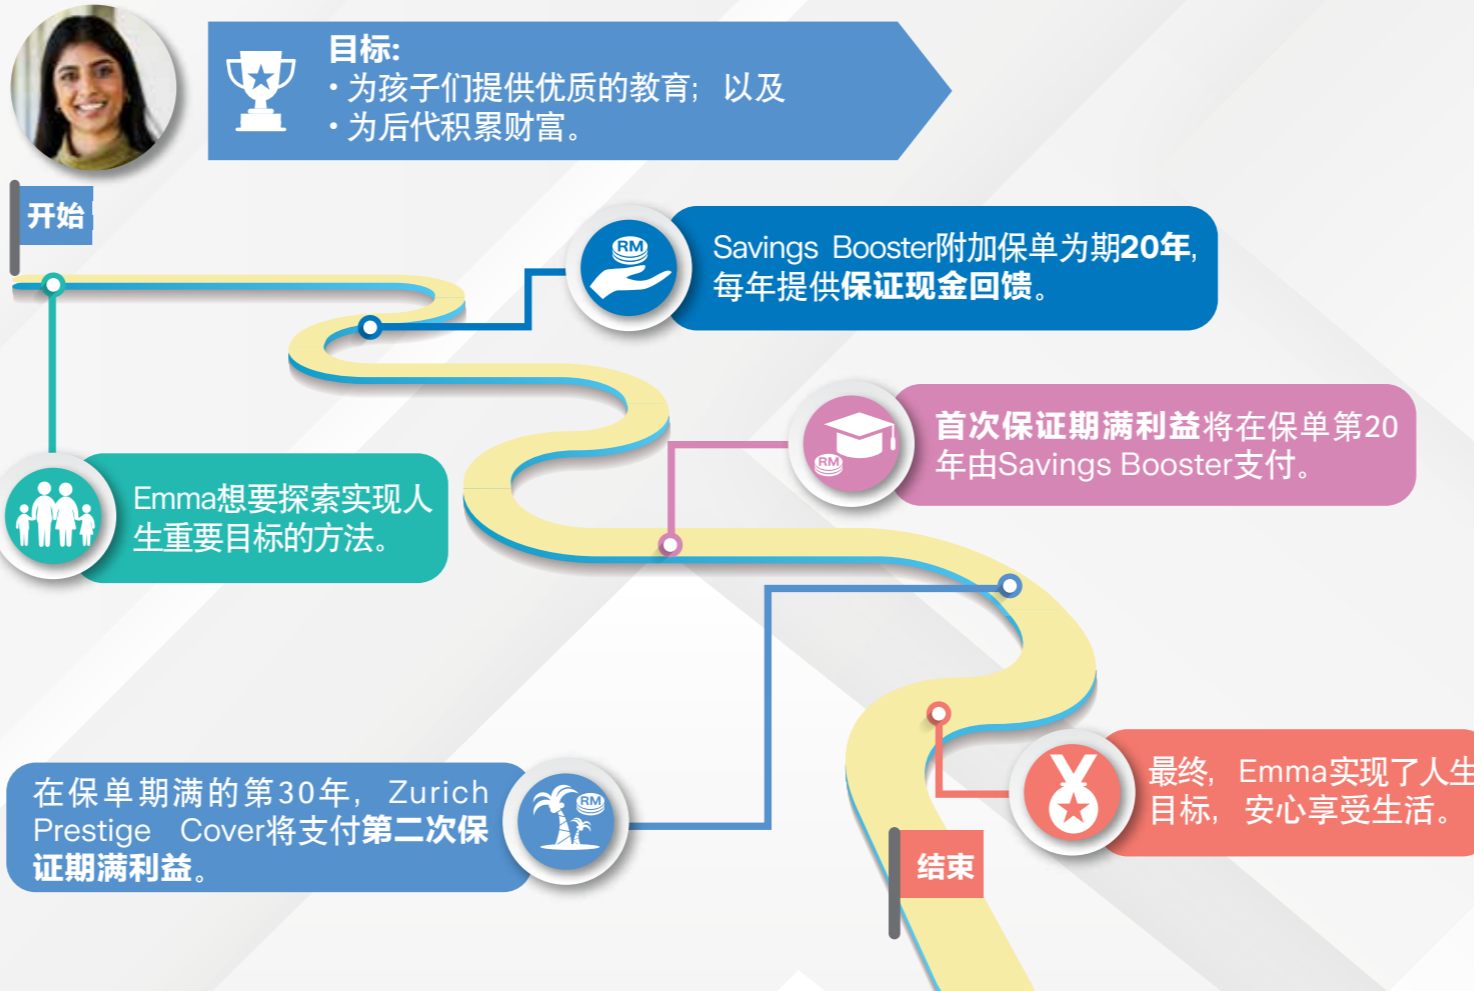 目标:
• 为孩子们提供优质的教育; 以及
• 为后代积累财富。
开始
RM
Savings Booster附加保单为期20年,
每年提供保证现金回馈。
RM
首次保证期满利益将在保单第20
年由Savings Booster支付。
Emma想要探索实现人
生重要目标的方法。
在保单期满的第30年, Zurich
Prestige Cover将支付第二次保
证期满利益。
RM
最终, Emma实现了人生
目标, 安心享受生活。
结束